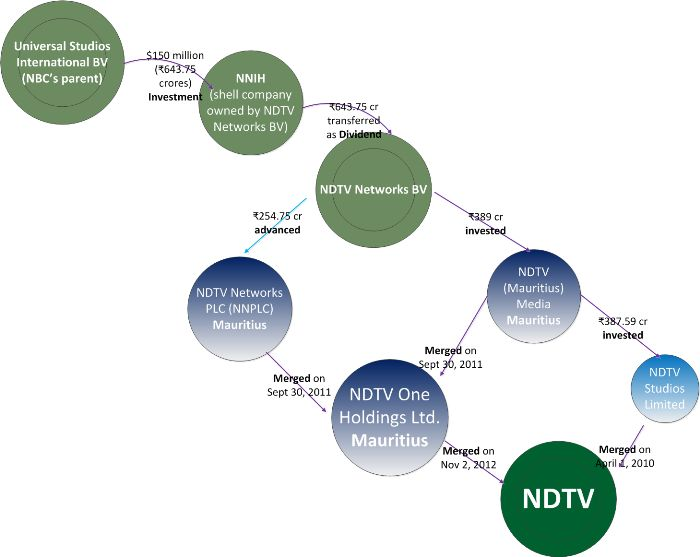 Universal Studios
International BV
(NBC's parent)
$150 million
(₹643.75
crores)
Investment
NNIH
(shell company
owned by NDTV
Networks BV)
₹643.75 cr
transferred
as Dividend
NDTV Networks BV
₹254.75 cr
advanced
₹389 cr
invested
NDTV Networks
PLC (NNPLC)
Mauritius
NDTV
(Mauritius)
Media
Mauritius
₹387.59 cr
invested
Merged on
Sept 30, 2011
Merged on
Sept 30, 2011
NDTV
Studios
Limited
NDTV One
Holdings Ltd.
Mauritius
Merged on
Nov 2, 2012
Merged on
April 1, 2010
NDTV